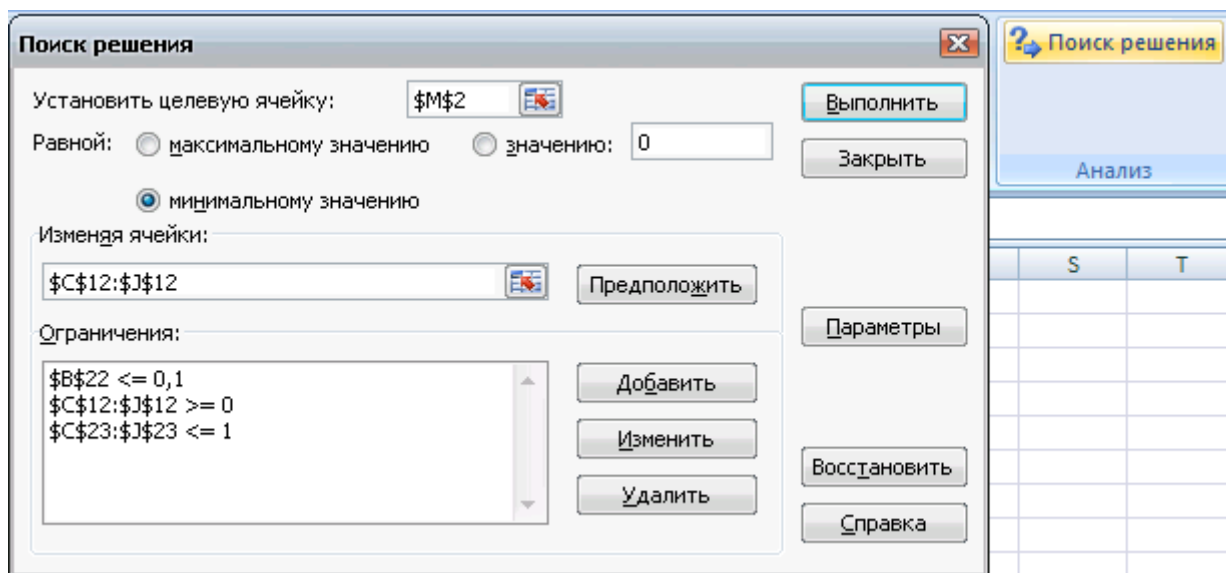 Поиск решения
Установить целевую ячейку: $M$2
Равной: максимальному значению значению: 0
минимальному значению
Изменяя ячейки:
$C$12:$J$12
Предположить
Ограничения:
$B$22 <= 0,1
$C$12:$J$12 >= 0
$C$23:$J$23 <= 1
Добавить
Изменить
Удалить
Выполнить
Закрыть
Параметры
Восстановить
Справка
Поиск решения
Анализ
S T